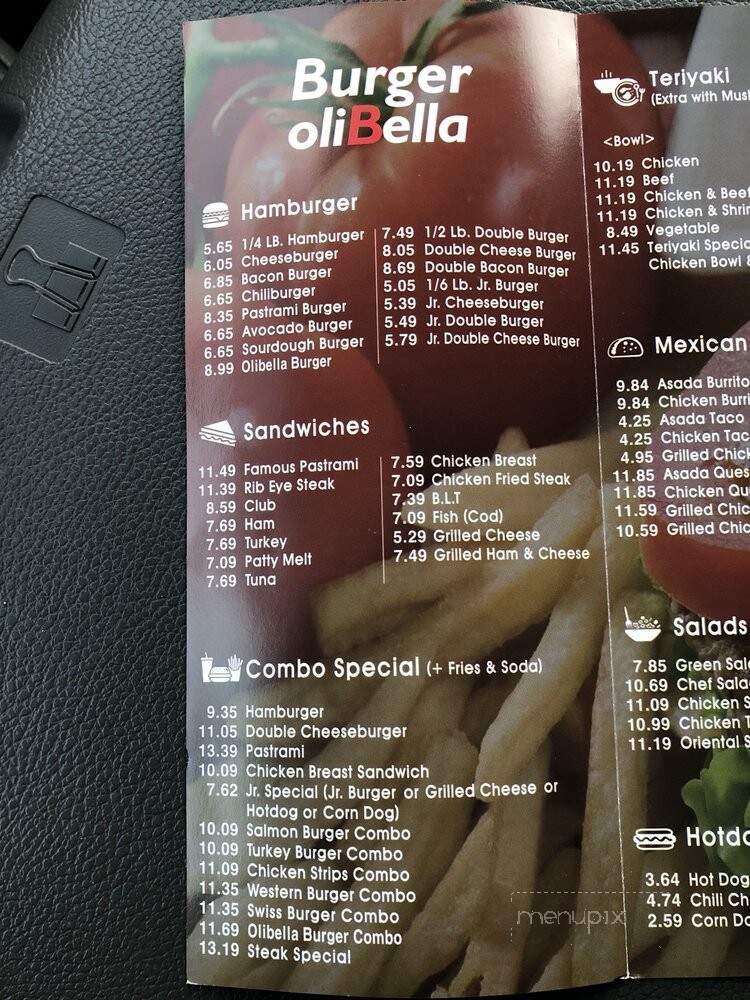 Burger
oliBella
Hamburger
5.65 1/4 LB. Hamburger
6.05 Cheeseburger
6.85 Bacon Burger
6.65 Chiliburger
8.35 Pastrami Burger
6.65 Avocado Burger
6.65 Sourdough Burger
8.99 Olibella Burger
7.49 1/2 Lb. Double Burger
8.05 Double Cheese Burger
8.69 Double Bacon Burger
5.05 1/6 Lb. Jr. Burger
5.39 Jr. Cheeseburger
5.49 Jr. Double Burger
5.79 Jr. Double Cheese Burger
Sandwiches
11.49 Famous Pastrami
11.39 Rib Eye Steak
8.59 Club
7.69 Ham
7.69 Turkey
7.09 Patty Melt
7.69 Tuna
7.59 Chicken Breast
7.09 Chicken Fried Steak
7.39 B.L.T
7.09 Fish (Cod)
5.29 Grilled Cheese
7.49 Grilled Ham & Cheese
Combo Special (+ Fries & Soda)
9.35 Hamburger
11.05 Double Cheeseburger
13.39 Pastrami
10.09 Chicken Breast Sandwich
7.62 Jr. Special (Jr. Burger or Grilled Cheese or
Hotdog or Corn Dog)
10.09 Salmon Burger Combo
10.09 Turkey Burger Combo
11.09 Chicken Strips Combo
11.35 Western Burger Combo
11.35 Swiss Burger Combo
11.69 Olibella Burger Combo
13.19 Steak Special
Teriyaki
(Extra with
<Bowl>
10.19 Chicken
11.19 Beef
11.19 Chicken & Beef
11.19 Chicken &
8.49 Vegetable
11.45 Teriyaki
Chicken Bowl &
Mexican
9.84 Asada Burrito
9.84 Chicken
4.25 Asada Taco
4.25 Chicken
4.95 Grilled
11.85 Asada
11.85 Chicken
11.59 Grilled
10.59 Grilled
Salads
7.85 Green
10.69 Chef
11.09 Chicken
10.99 Chicken
11.19 Oriental
3.64 Hot Dog
4.74 Chili
2.59 Corn
menupix